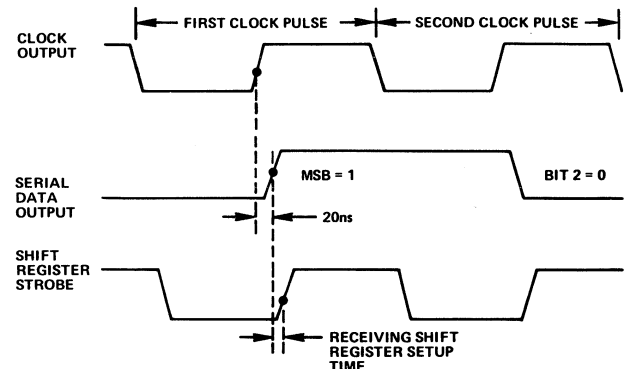 FIRST CLOCK PULSE
SECOND CLOCK PULSE
CLOCK
OUTPUT
MSB = 1
BIT 2 = 0
SERIAL
DATA
OUTPUT
20ns
SHIFT
REGISTER
STROBE
RECEIVING SHIFT
REGISTER SETUP
TIME